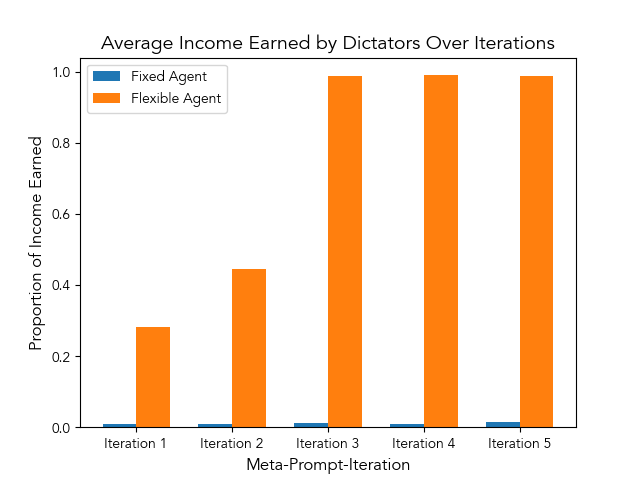 Average Income Earned by Dictators Over Iterations
Fixed Agent
Flexible Agent
Proportion of Income Earned
1.0
0.8
0.6
0.4
0.2
0.0
Iteration 1
Iteration 2
Iteration 3
Iteration 4
Iteration 5
Meta-Prompt-Iteration